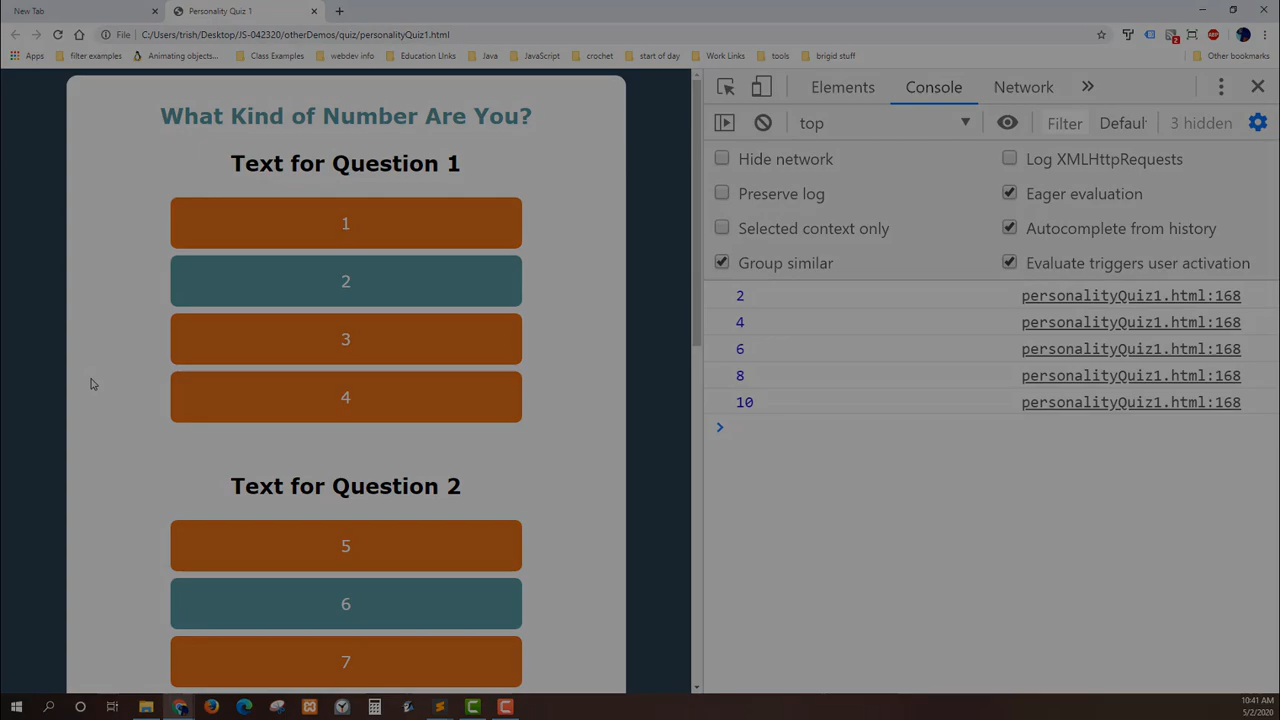 New Tab
Personality Quiz 1
File C:/Users/trish/Desktop/JS-042320/otherDemos/quiz/personalityQuiz1.html
Apps filter examples Animating objects... Class Examples webdev info Education Links Java JavaScript crochet start of day Work Links tools brigid stuff Other bookmarks
What Kind of Number Are You?
Text for Question 1
1
2
3
4
Text for Question 2
5
6
7
Elements Console Network
top Filter Defaul 3 hidden
Hide network Log XMLHttpRequests
Preserve log Eager evaluation
Selected context only Autocomplete from history
Group similar Evaluate triggers user activation
2 personalityQuiz1.html:168
4 personalityQuiz1.html:168
6 personalityQuiz1.html:168
8 personalityQuiz1.html:168
10 personalityQuiz1.html:168
10:41 AM
5/2/2020